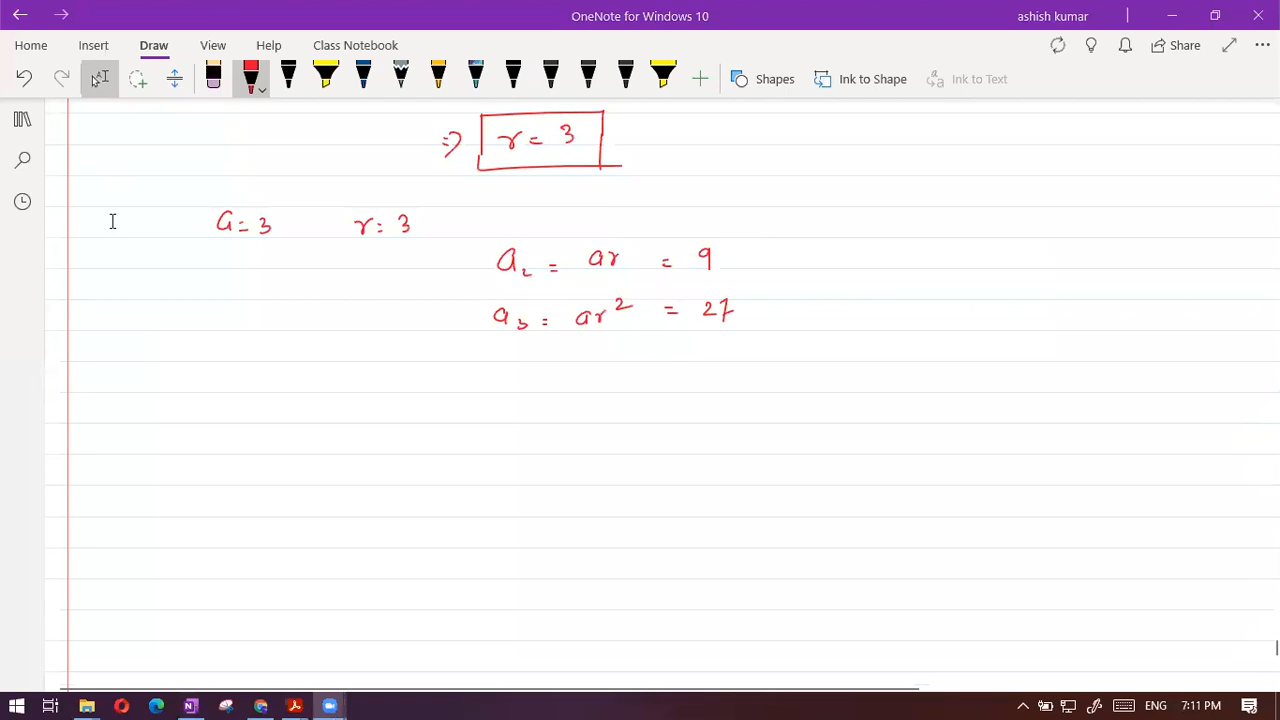 OneNote for Windows 10
ashish kumar
Home Insert Draw View Help Class Notebook
Share
Shapes
Ink to Shape
Ink to Text
⇒ r = 3
a = 3 r = 3
a₂ = ar = 9
a₃ = ar² = 27
ENG 7:11 PM